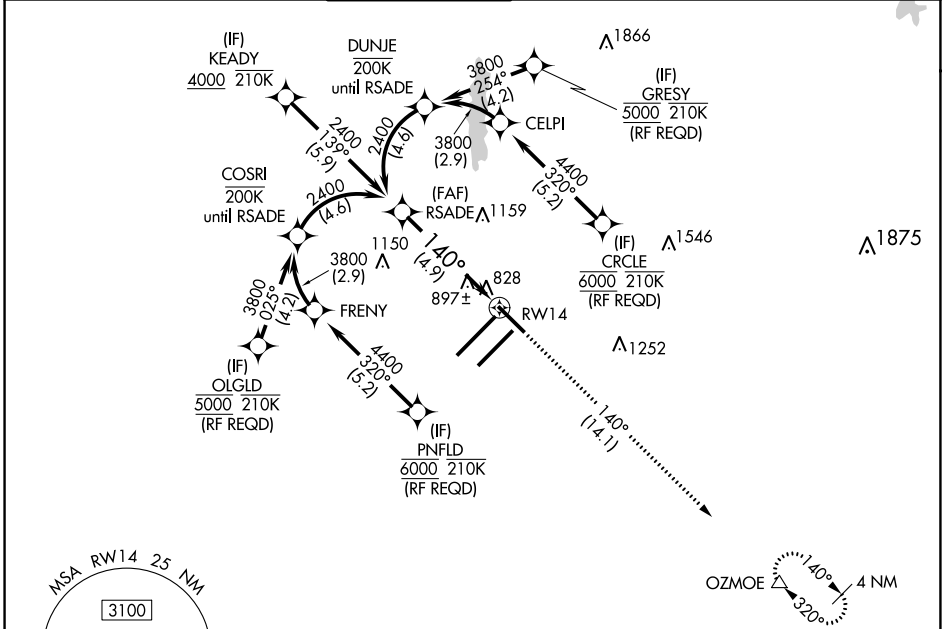 (IF)
KEADY
4000 210K
DUNJE
200K
until RSADE
1866
(IF)
GRESY
5000 210K
(RF REQD)
3800
254°
(4.2)
CELPI
3800
(2.9)
2400
(4.6)
2400
139°
(5.9)
COSRI
200K
until RSADE
2400
(4.6)
(FAF)
RSADE
1159
4400
320°
(5.2)
(IF)
CRCLE
6000 210K
(RF REQD)
1546
1875
1150
140°
(4.9)
828
897±
RW14
1252
3800
(2.9)
FRENY
3800
025°
(4.2)
(IF)
OLGLD
5000 210K
(RF REQD)
4400
320°
(5.2)
(IF)
PNFLD
6000 210K
(RF REQD)
140°
(14.1)
MSA RW14 25 NM
3100
OZMOE
140°
4 NM
320°